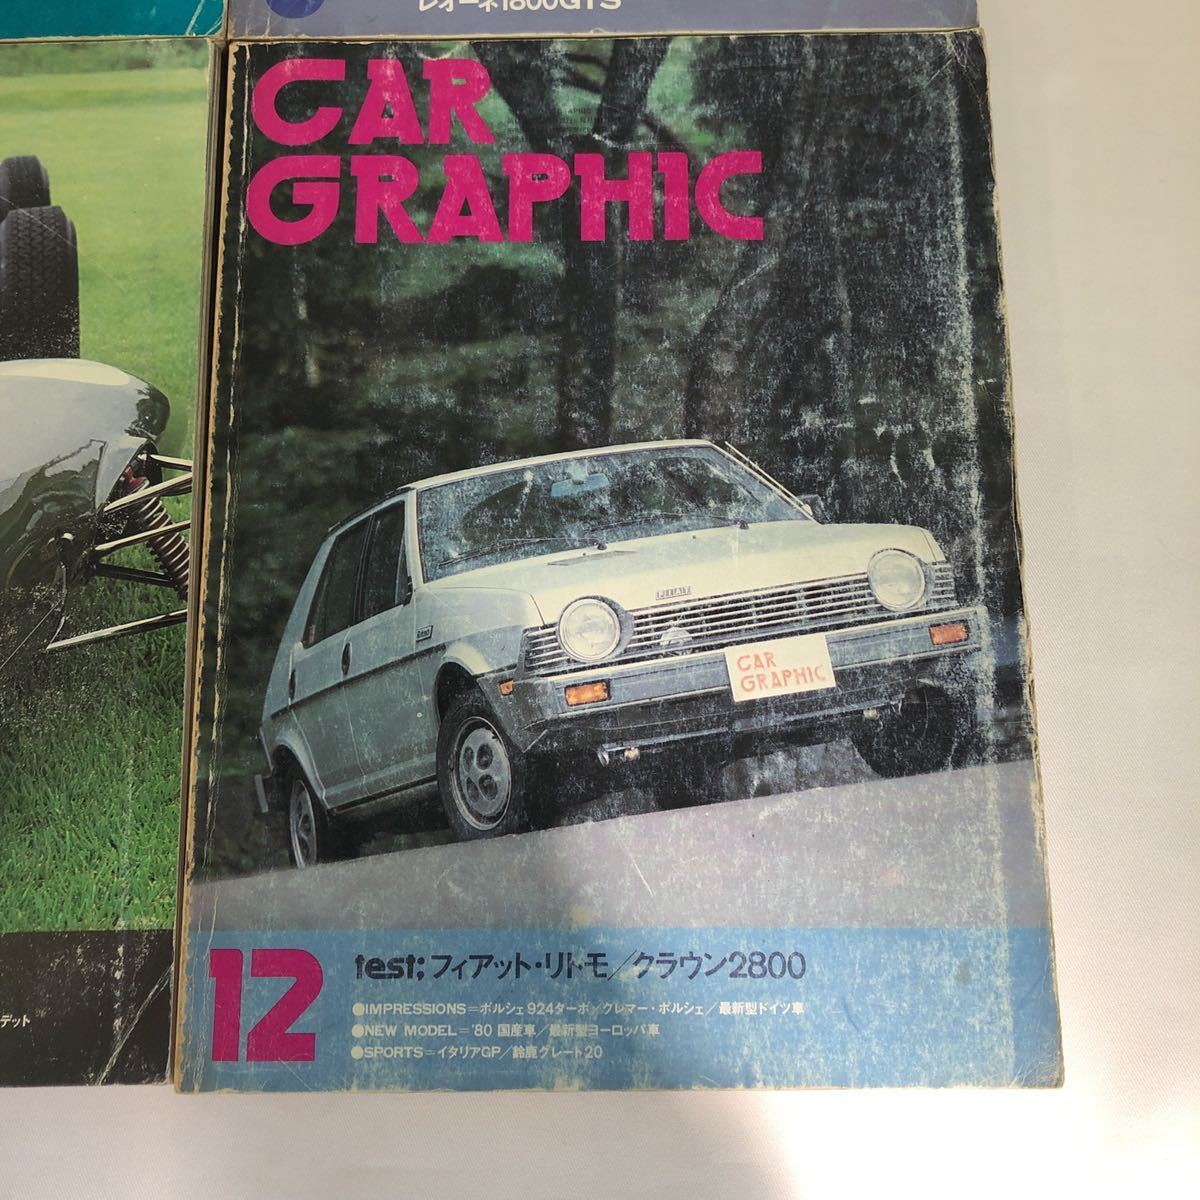 レオーネ1800GTS
CAR
GRAPHIC
FIAT
CAR
GRAPHIC
デット
12
test; フィアット・リトモ／クラウン2800
●IMPRESSIONS＝ポルシェ924ターボ／クレマー・ポルシェ／最新型ドイツ車
●NEW MODEL＝'80 国産車／最新型ヨーロッパ車
●SPORTS＝イタリアGP／鈴鹿グレート20